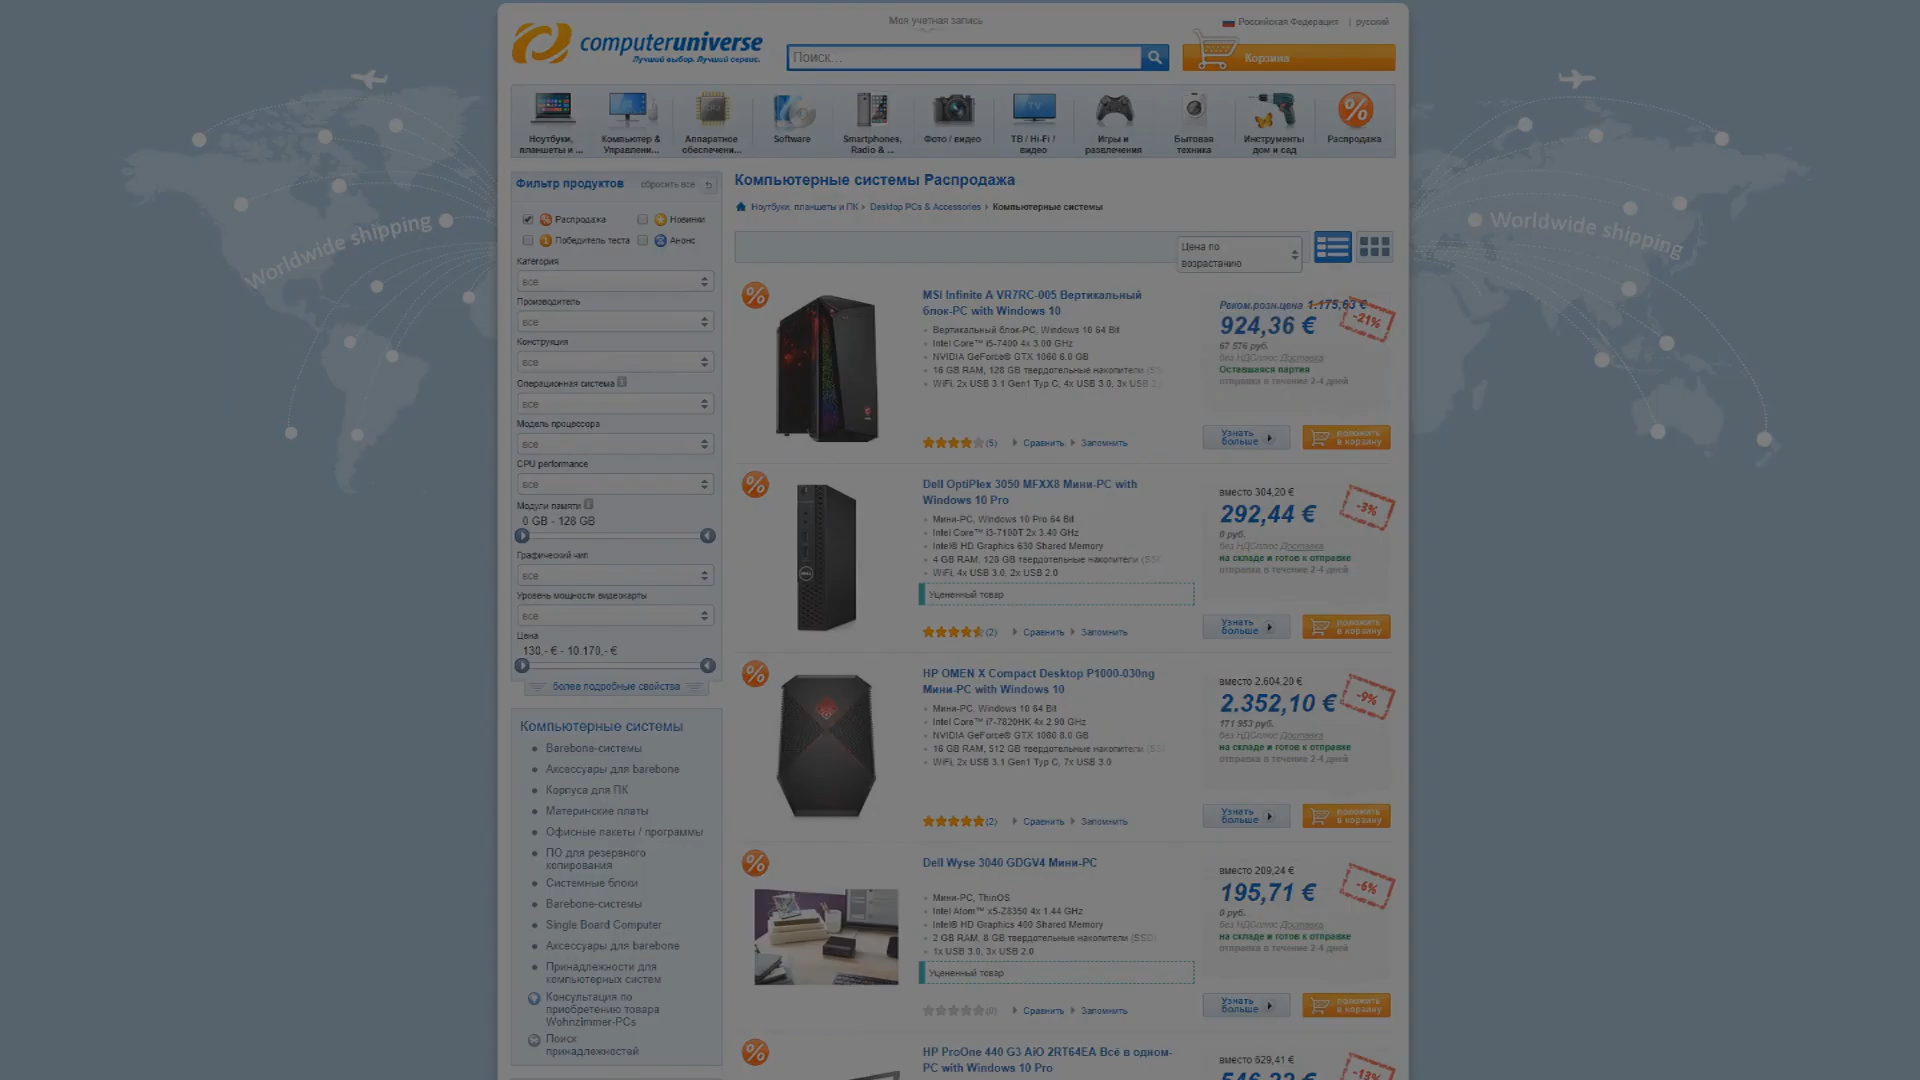 Моя учетная запись
Российская Федерация | русский
computeruniverse
Лучший выбор. Лучший сервис.
Поиск...
Корзина
Ноутбуки, планшеты и ...
Компьютер & Управлени...
Аппаратное обеспечени...
Software
Smartphones, Radio & ...
Фото / видео
ТВ / Hi-Fi / видео
Игры и развлечения
Бытовая техника
Инструменты дом и сад
Распродажа
Worldwide shipping
Worldwide shipping
Фильтр продуктов сбросить все
Распродажа
Новинки
Победитель теста
Анонс
Категория
все
Производитель
все
Конструкция
все
Операционная система
все
Модель процессора
все
CPU performance
все
Модули памяти
0 GB - 128 GB
Графический чип
все
Уровень мощности видеокарты
все
Цена
130,- € - 10.170,- €
более подробные свойства
Компьютерные системы
Barebone-системы
Аксессуары для barebone
Корпуса для ПК
Материнские платы
Офисные пакеты / программы
ПО для резервного
копирования
Системные блоки
Barebone-системы
Single Board Computer
Аксессуары для barebone
Принадлежности для
компьютерных систем
Консультация по
приобретению товара
Wohnzimmer-PCs
Поиск
принадлежностей
Компьютерные системы Распродажа
Ноутбуки, планшеты и ПК › Desktop PCs & Accessories › Компьютерные системы
Цена по
возрастанию
MSI Infinite A VR7RC-005 Вертикальный
блок-PC with Windows 10
Вертикальный блок-PC, Windows 10 64 Bit
Intel Core™ i5-7400 4x 3.00 GHz
NVIDIA GeForce® GTX 1060 6.0 GB
16 GB RAM, 128 GB твердотельные накопители (SS
WiFi, 2x USB 3.1 Gen1 Typ C, 4x USB 3.0, 3x USB 2
(5) Сравнить Запомнить
Реком.розн.цена 1.175,63 €
924,36 €
-21%
67 576 руб.
без НДСплюс Доставка
Оставшаяся партия
отправка в течение 2-4 дней
Узнать
больше
положить
в корзину
Dell OptiPlex 3050 MFXX8 Мини-PC with
Windows 10 Pro
Мини-PC, Windows 10 Pro 64 Bit
Intel Core™ i3-7100T 2x 3.40 GHz
Intel® HD Graphics 630 Shared Memory
4 GB RAM, 128 GB твердотельные накопители (SS
WiFi, 4x USB 3.0, 2x USB 2.0
Уцененный товар
(2) Сравнить Запомнить
вместо 304,20 €
292,44 €
-3%
0 руб.
без НДСплюс Доставка
на складе и готов к отправке
отправка в течение 2-4 дней
Узнать
больше
положить
в корзину
HP OMEN X Compact Desktop P1000-030ng
Мини-PC with Windows 10
Мини-PC, Windows 10 64 Bit
Intel Core™ i7-7820HK 4x 2.90 GHz
NVIDIA GeForce® GTX 1080 8.0 GB
16 GB RAM, 512 GB твердотельные накопители (SS
WiFi, 2x USB 3.1 Gen1 Typ C, 7x USB 3.0
(2) Сравнить Запомнить
вместо 2.604,20 €
2.352,10 €
-9%
171 953 руб.
без НДСплюс Доставка
на складе и готов к отправке
отправка в течение 2-4 дней
Узнать
больше
положить
в корзину
Dell Wyse 3040 GDGV4 Мини-PC
Мини-PC, ThinOS
Intel Atom™ x5-Z8350 4x 1.44 GHz
Intel® HD Graphics 400 Shared Memory
2 GB RAM, 8 GB твердотельные накопители (SSD)
1x USB 3.0, 3x USB 2.0
Уцененный товар
(0) Сравнить Запомнить
вместо 209,24 €
195,71 €
-6%
0 руб.
без НДСплюс Доставка
на складе и готов к отправке
отправка в течение 2-4 дней
Узнать
больше
положить
в корзину
HP ProOne 440 G3 AiO 2RT64EA Всё в одном-
PC with Windows 10 Pro
вместо 629,41 €
-13%